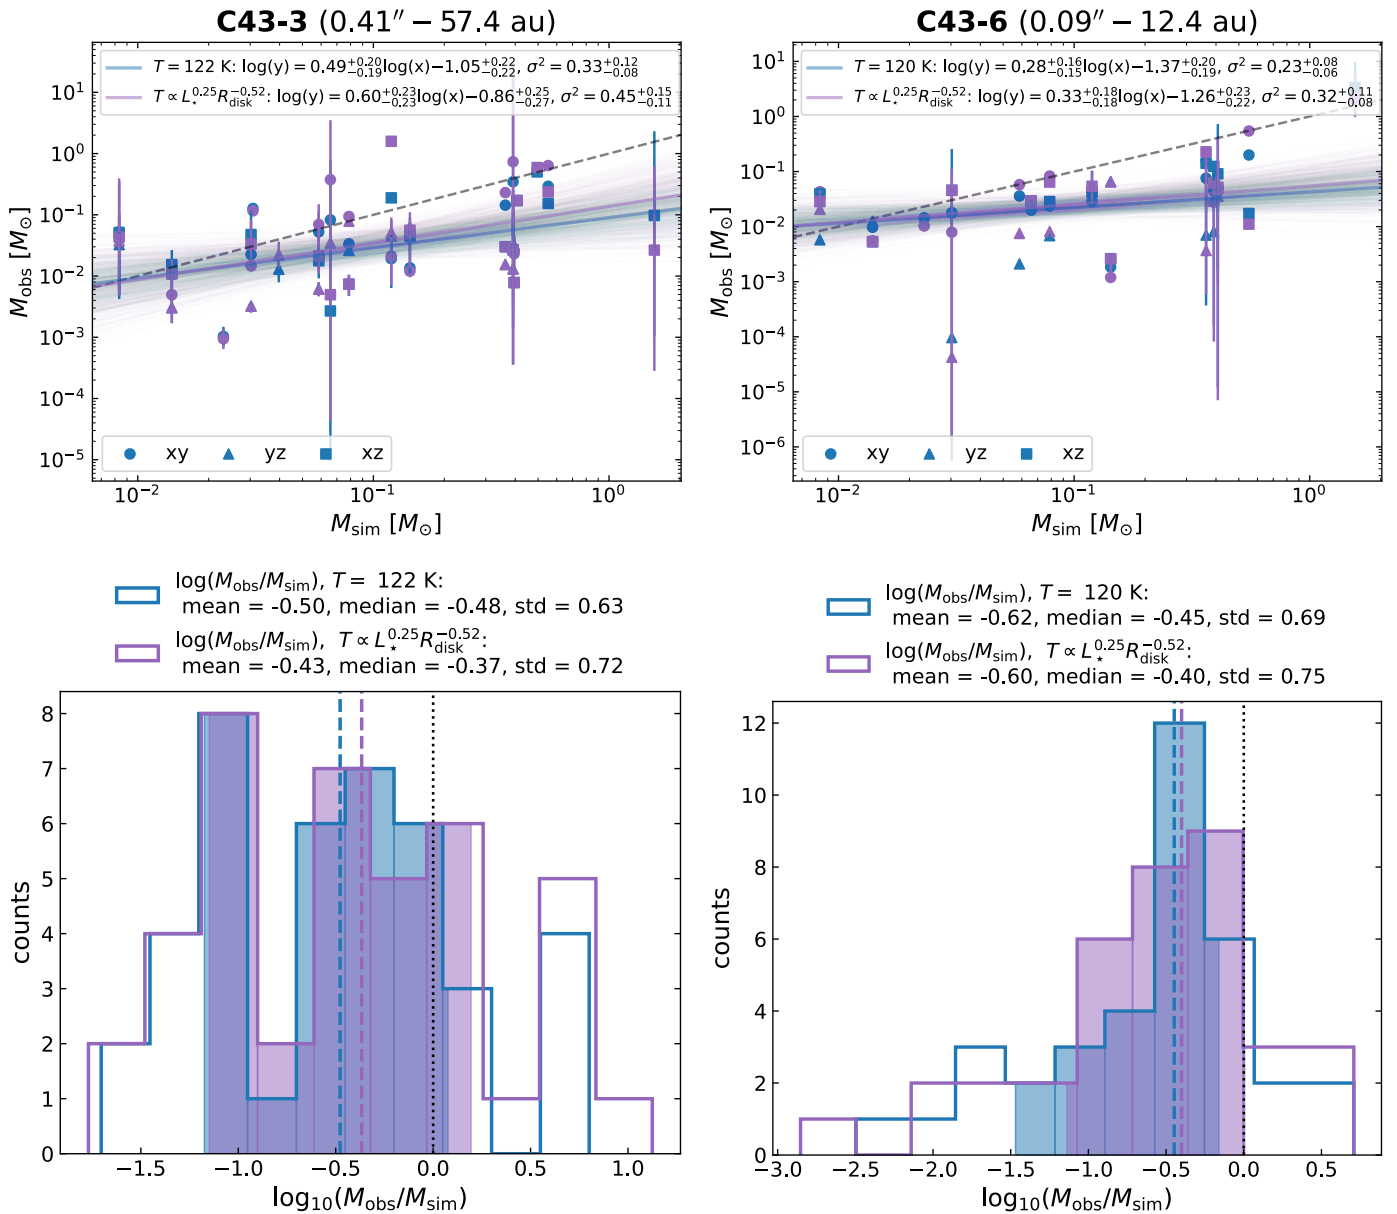 C43-3 (0.41″ − 57.4 au)
T = 122 K: log(y) = 0.49+0.20−0.19log(x)−1.05+0.22−0.22, σ² = 0.33+0.12−0.08
T ∝ L⋆^0.25 Rdisk^−0.52: log(y) = 0.60+0.23−0.23log(x)−0.86+0.25−0.27, σ² = 0.45+0.15−0.11
10¹
10⁰
10⁻¹
10⁻²
10⁻³
10⁻⁴
10⁻⁵
Mobs [M⊙]
xy yz xz
10⁻² 10⁻¹ 10⁰
Msim [M⊙]
C43-6 (0.09″ − 12.4 au)
T = 120 K: log(y) = 0.28+0.16−0.15log(x)−1.37+0.20−0.19, σ² = 0.23+0.08−0.06
T ∝ L⋆^0.25 Rdisk^−0.52: log(y) = 0.33+0.18−0.18log(x)−1.26+0.23−0.22, σ² = 0.32+0.11−0.08
10¹
10⁰
10⁻¹
10⁻²
10⁻³
10⁻⁴
10⁻⁵
10⁻⁶
Mobs [M⊙]
xy yz xz
10⁻² 10⁻¹ 10⁰
Msim [M⊙]
log(Mobs/Msim), T = 122 K:
mean = -0.50, median = -0.48, std = 0.63
log(Mobs/Msim), T ∝ L⋆^0.25 Rdisk^−0.52:
mean = -0.43, median = -0.37, std = 0.72
8
7
6
5
4
3
2
1
0
counts
−1.5 −1.0 −0.5 0.0 0.5 1.0
log₁₀(Mobs/Msim)
log(Mobs/Msim), T = 120 K:
mean = -0.62, median = -0.45, std = 0.69
log(Mobs/Msim), T ∝ L⋆^0.25 Rdisk^−0.52:
mean = -0.60, median = -0.40, std = 0.75
12
10
8
6
4
2
0
counts
−3.0 −2.5 −2.0 −1.5 −1.0 −0.5 0.0 0.5
log₁₀(Mobs/Msim)